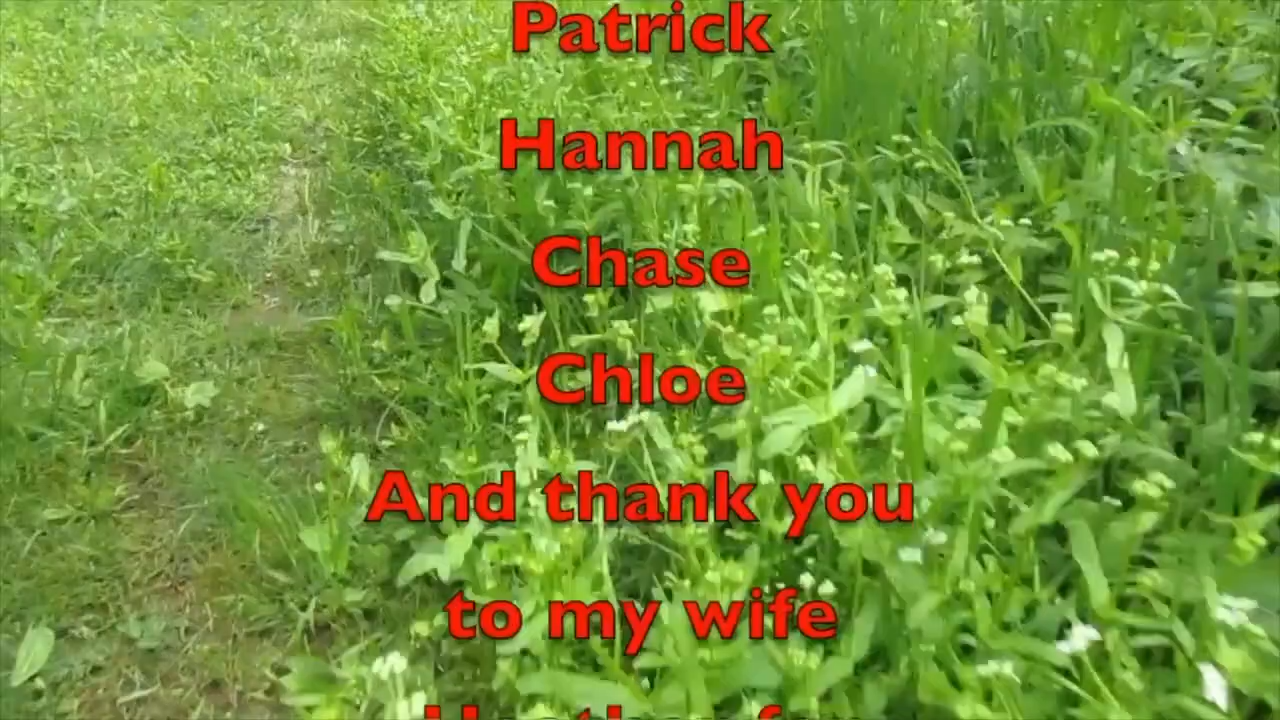 Patrick
Hannah
Chase
Chloe
And thank you
to my wife